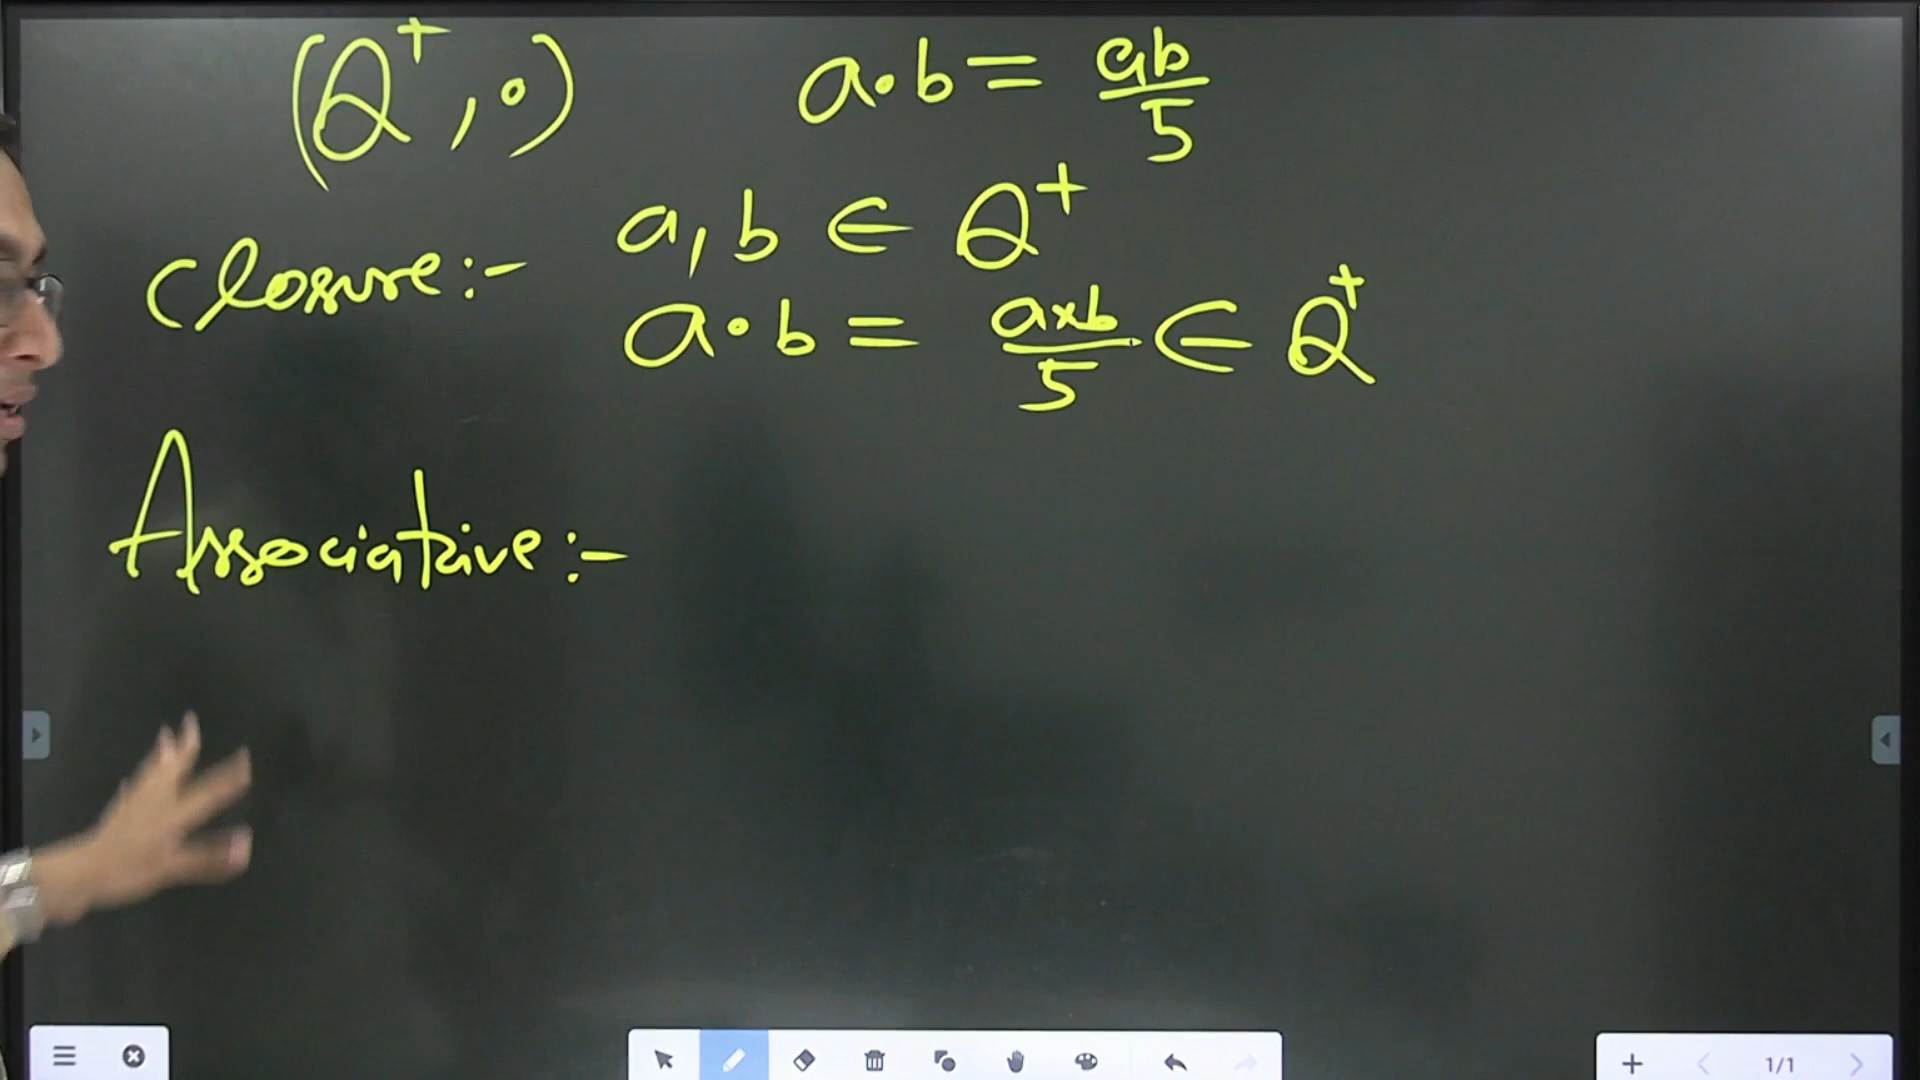 (Q⁺, ∘) a•b = ab/5
Closure:- a, b ∈ Q⁺
a•b = a×b/5 ∈ Q⁺
Associative:-
1/1